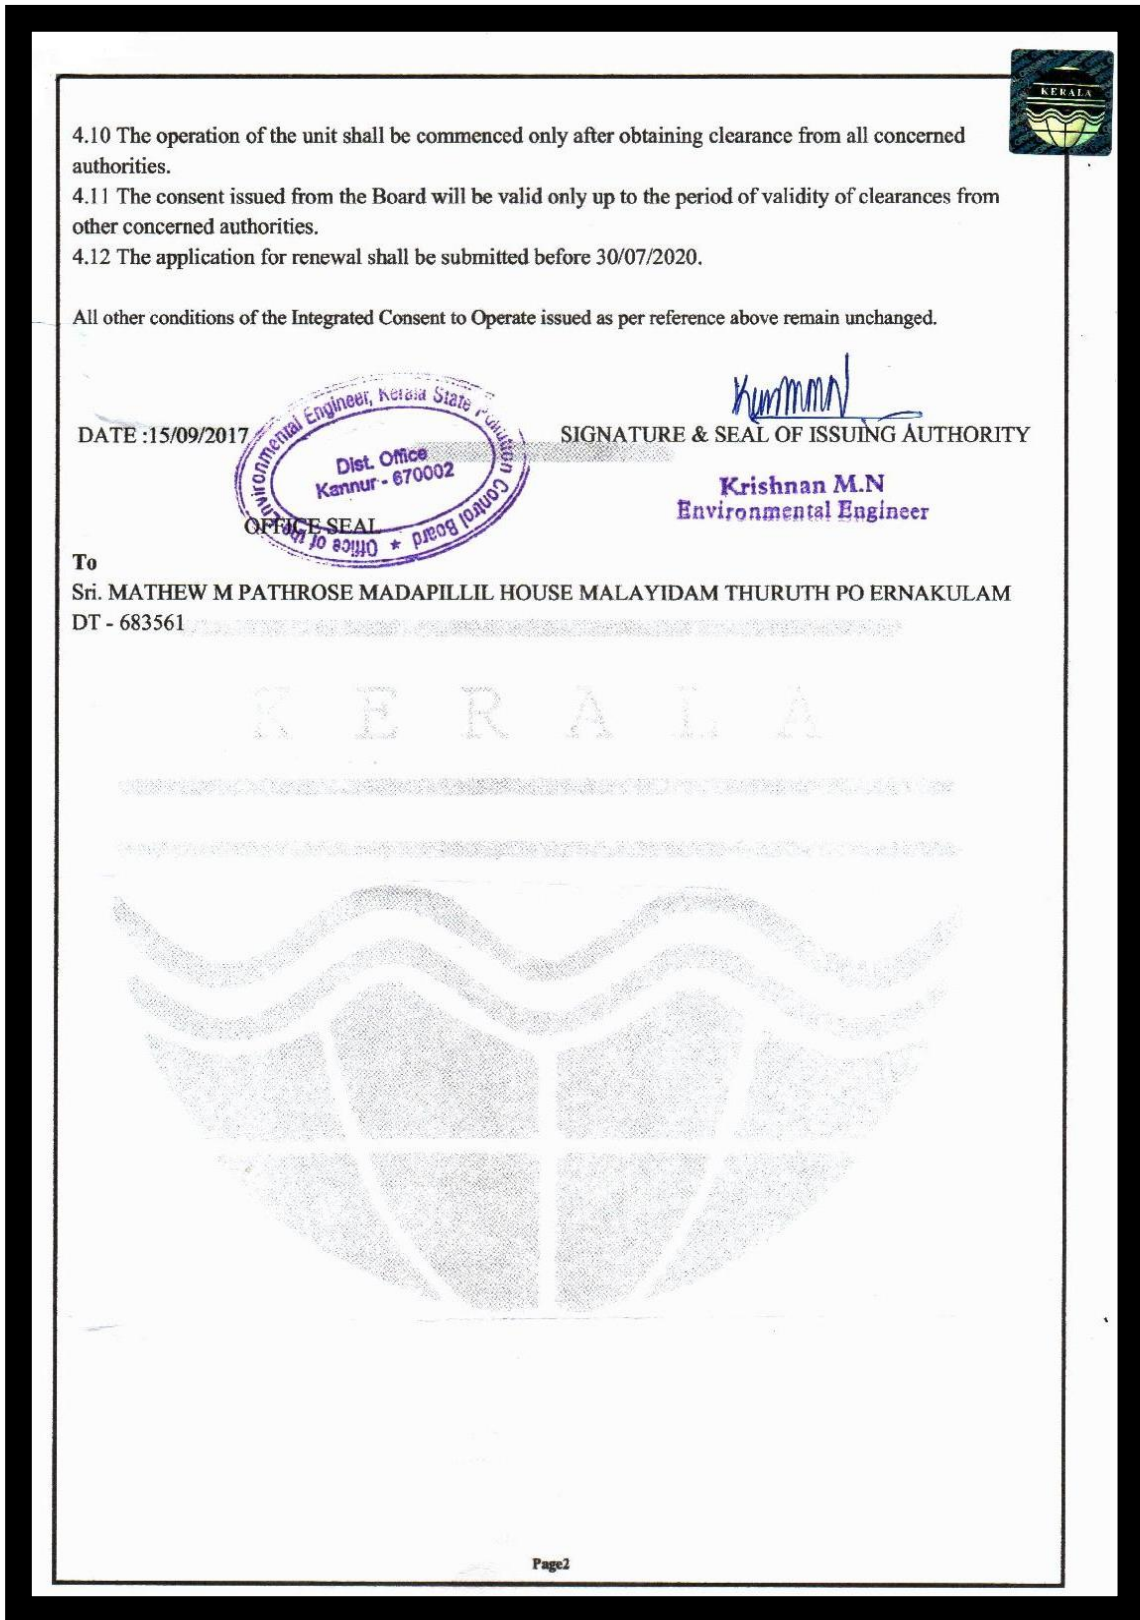 KERALA
4.10 The operation of the unit shall be commenced only after obtaining clearance from all concerned
authorities.
4.11 The consent issued from the Board will be valid only up to the period of validity of clearances from
other concerned authorities.
4.12 The application for renewal shall be submitted before 30/07/2020.
All other conditions of the Integrated Consent to Operate issued as per reference above remain unchanged.
DATE :15/09/2017
Office of the Environmental Engineer, Kerala State Pollution Control Board ★
Dist. Office
Kannur - 670002
OFFICE SEAL
SIGNATURE & SEAL OF ISSUING AUTHORITY
Krishnan M.N
Environmental Engineer
To
Sri. MATHEW M PATHROSE MADAPILLIL HOUSE MALAYIDAM THURUTH PO ERNAKULAM
DT - 683561
KERALA
Page2